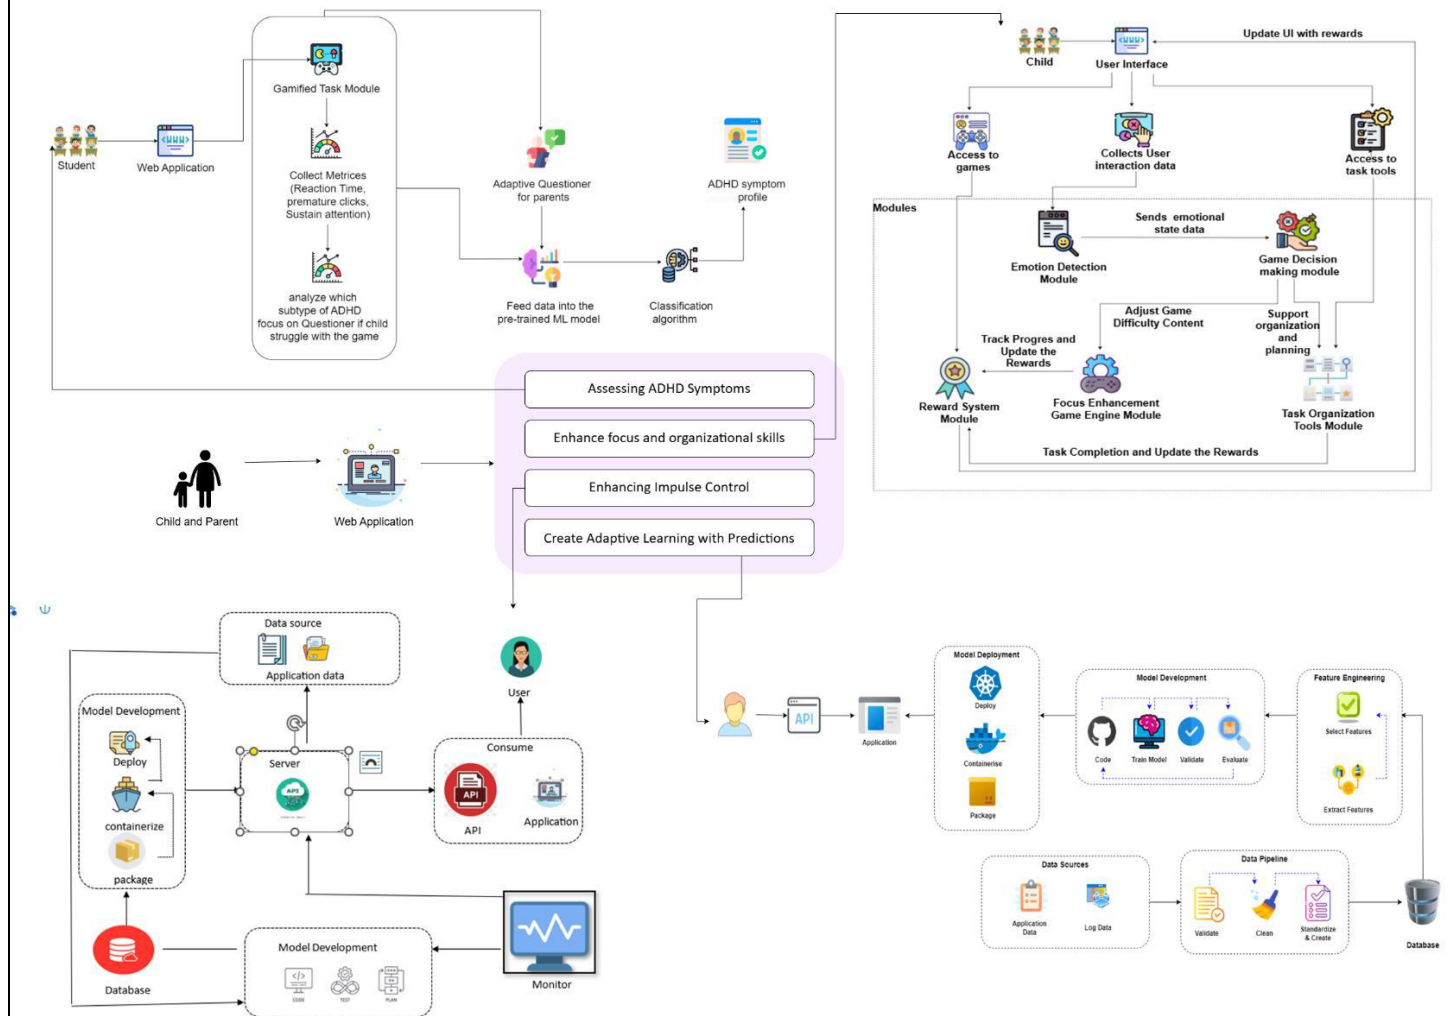 Gamified Task Module
Student
Web Application
Collect Metrices
(Reaction Time,
premature clicks,
Sustain attention)
analyze which
subtype of ADHD
focus on Questioner if child
struggle with the game
Adaptive Questioner
for parents
ADHD symptom
profile
Feed data into the
pre-trained ML model
Classification
algorithm
Child
User Interface
Update UI with rewards
Access to
games
Collects User
interaction data
Access to
task tools
Modules
Sends emotional
state data
Emotion Detection
Module
Game Decision
making module
Adjust Game
Difficulty Content
Support
organization
and
planning
Track Progres and
Update the
Rewards
Reward System
Module
Focus Enhancement
Game Engine Module
Task Organization
Tools Module
Task Completion and Update the Rewards
Assessing ADHD Symptoms
Enhance focus and organizational skills
Enhancing Impulse Control
Create Adaptive Learning with Predictions
Child and Parent
Web Application
Data source
Application data
User
Model Development
Deploy
containerize
package
Server
API
Consume
API
API
Application
Database
Model Development
CODE
TEST
PLAN
Monitor
API
Application
Model Deployment
Deploy
Containerise
Package
Model Development
Code
Train Model
Validate
Evaluate
Feature Engineering
Select Features
Extract Features
Data Sources
Application
Data
Log Data
Data Pipeline
Validate
Clean
Standardize
& Create
Database